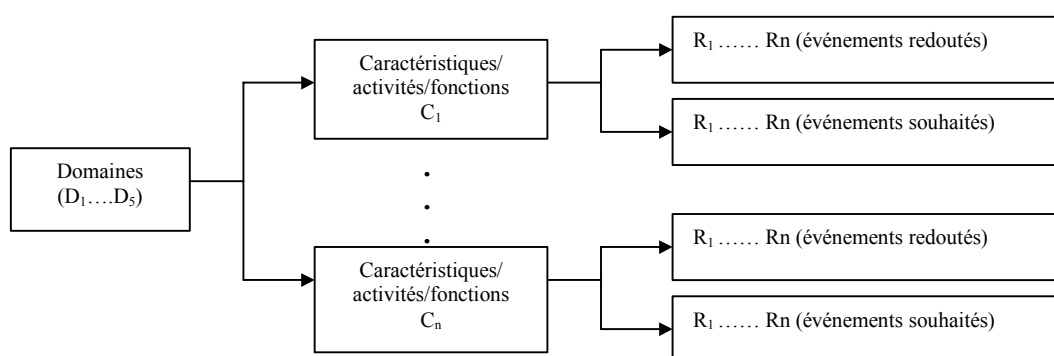 Domaines
(D₁….D₅)
Caractéristiques/
activités/fonctions
C₁
R₁ …… Rn (événements redoutés)
R₁ …… Rn (événements souhaités)
Caractéristiques/
activités/fonctions
Cₙ
R₁ …… Rn (événements redoutés)
R₁ …… Rn (événements souhaités)